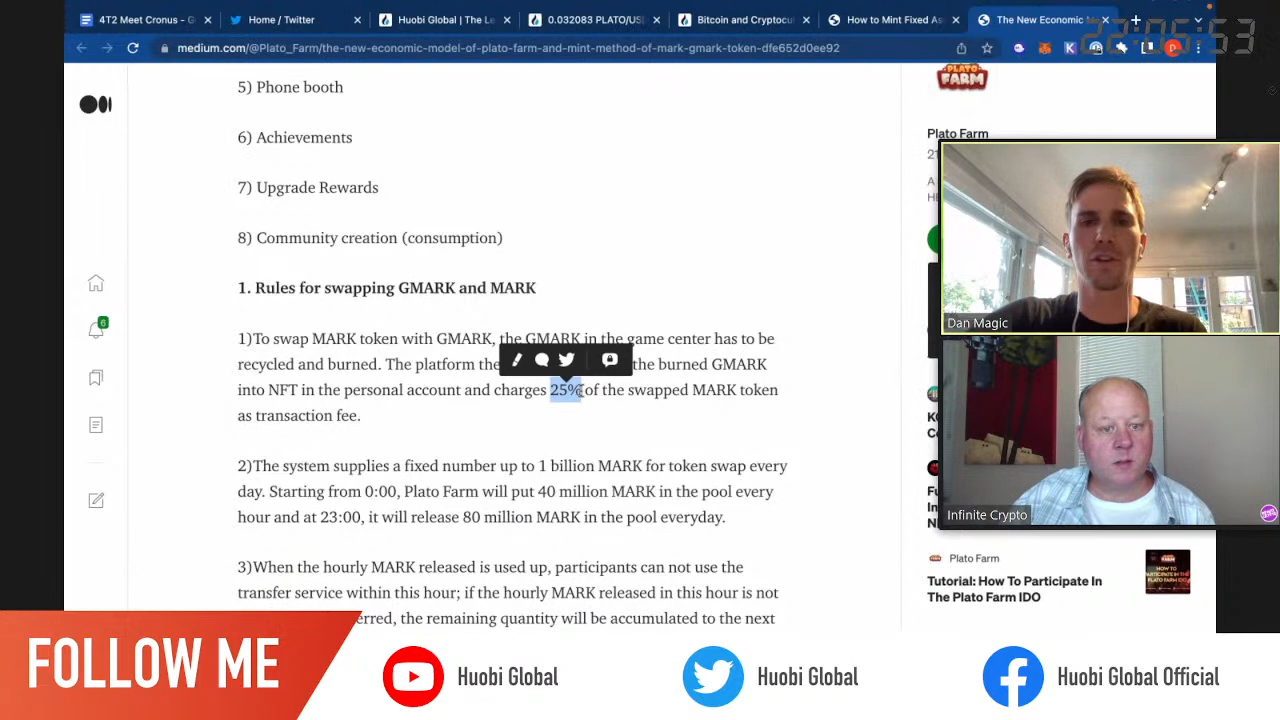 4T2 Meet Cronus - G
Home / Twitter
Huobi Global | The Le
0.032083 PLATO/US
Bitcoin and Cryptocu
How to Mint Fixed As
The New Economic
22:05:53
medium.com/@Plato_Farm/the-new-economic-model-of-plato-farm-and-mint-method-of-mark-gmark-token-dfe652d0ee92
PLATO
FARM
5) Phone booth
6) Achievements
7) Upgrade Rewards
8) Community creation (consumption)
1. Rules for swapping GMARK and MARK
1)To swap MARK token with GMARK, the GMARK in the game center has to be
recycled and burned. The platform the the burned GMARK
into NFT in the personal account and charges 25% of the swapped MARK token
as transaction fee.
2)The system supplies a fixed number up to 1 billion MARK for token swap every
day. Starting from 0:00, Plato Farm will put 40 million MARK in the pool every
hour and at 23:00, it will release 80 million MARK in the pool everyday.
3)When the hourly MARK released is used up, participants can not use the
transfer service within this hour; if the hourly MARK released in this hour is not
erred, the remaining quantity will be accumulated to the next
6
Plato Farm
21
A
HE
Dan Magic
Infinite Crypto
Plato Farm
Tutorial: How To Participate In
The Plato Farm IDO
FOLLOW ME
Huobi Global
Huobi Global
Huobi Global Official